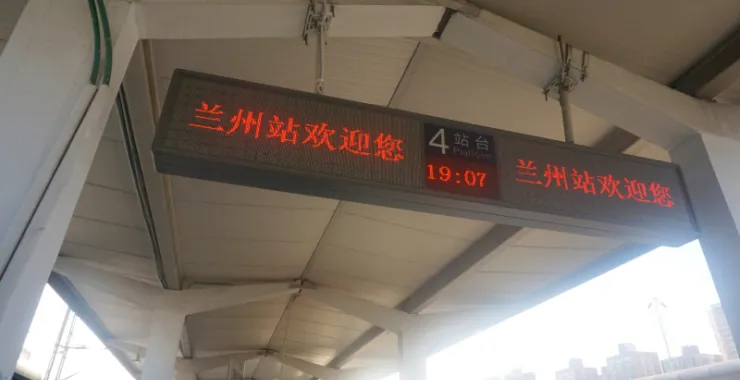 兰州站欢迎您
4 站台
Platform
19:07
兰州站欢迎您